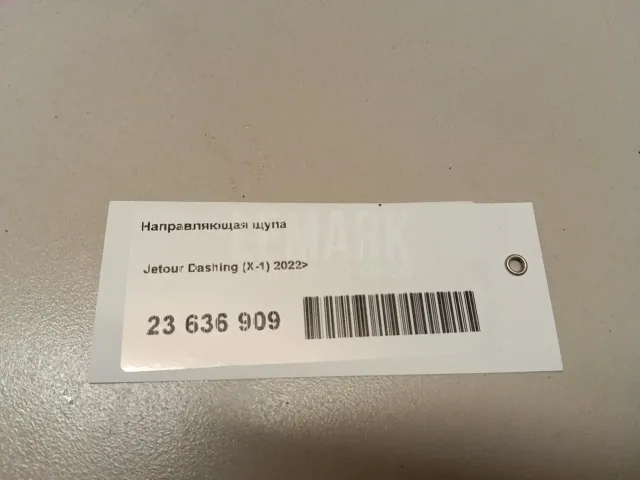 Направляющая щупа
Jetour Dashing (X-1) 2022>
23 636 909